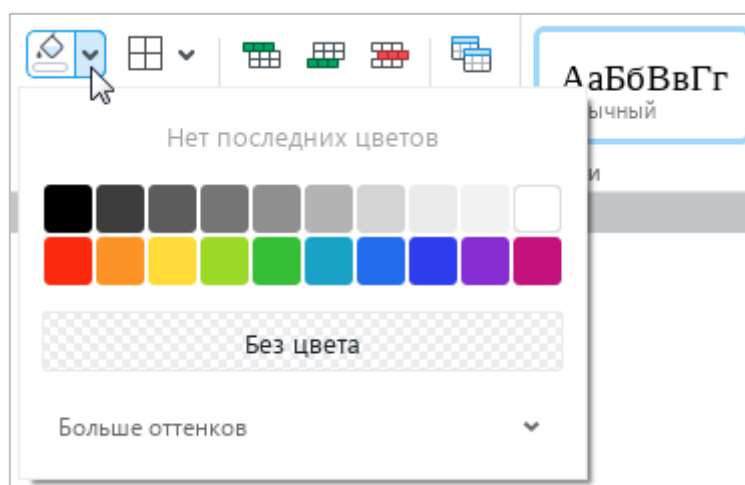 АаБбВвГг
ычный
и
Нет последних цветов
Без цвета
Больше оттенков